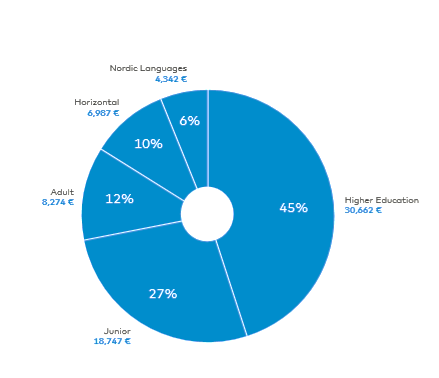 Nordic Languages
4,342 €
Horizontal
6,987 €
6%
10%
Adult
8,274 €
12%
45%
Higher Education
30,662 €
27%
Junior
18,747 €